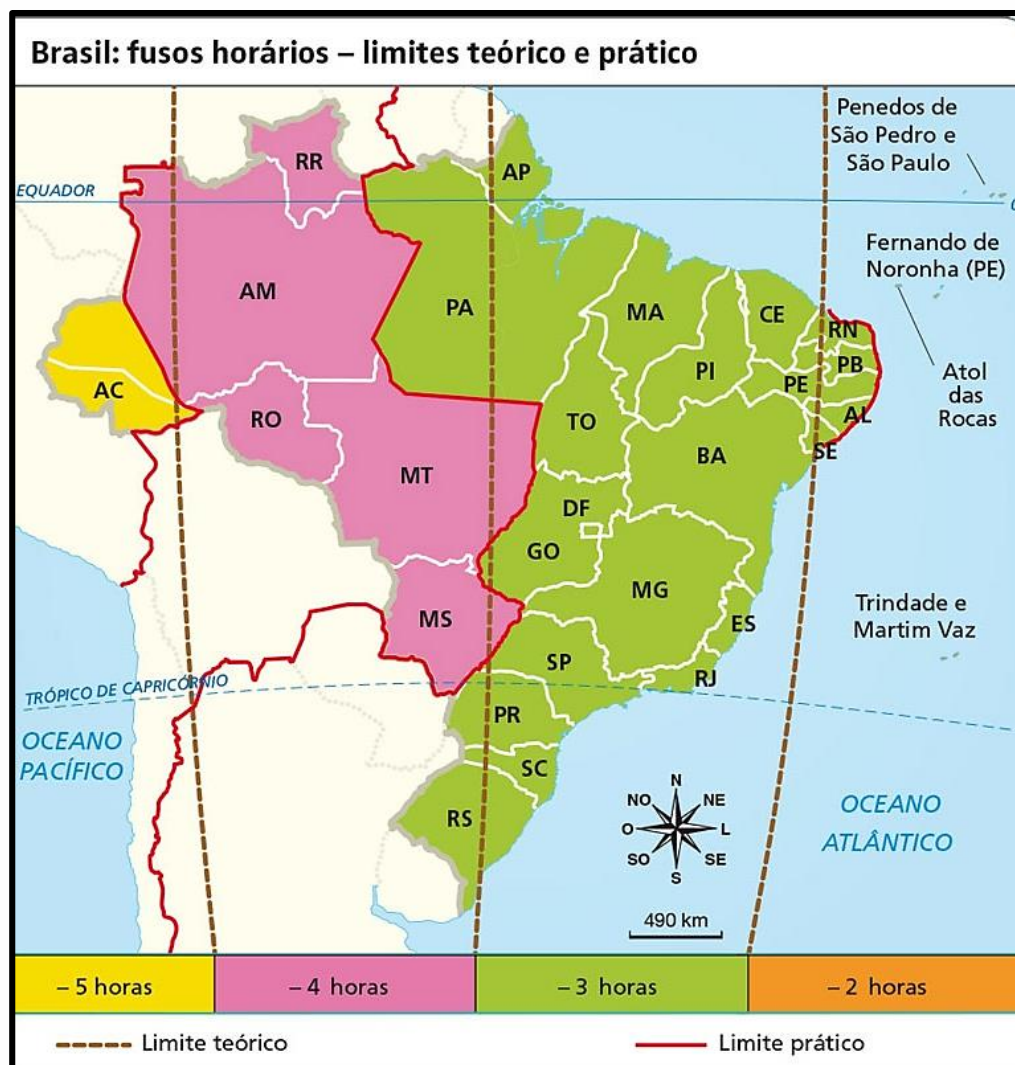 Brasil: fusos horários – limites teórico e prático
Penedos de
São Pedro e
São Paulo
RR
AP
EQUADOR
Fernando de
Noronha (PE)
AM
PA
MA
CE
RN
PB
PI
PE
AC
Atol
das
Rocas
AL
RO
TO
SE
BA
MT
DF
GO
MG
MS
ES
Trindade e
Martim Vaz
SP
RJ
TRÓPICO DE CAPRICÓRNIO
PR
OCEANO
PACÍFICO
SC
N
NO
NE
RS
O
L
OCEANO
ATLÂNTICO
SO
SE
S
490 km
– 5 horas
– 4 horas
– 3 horas
– 2 horas
Limite teórico
Limite prático